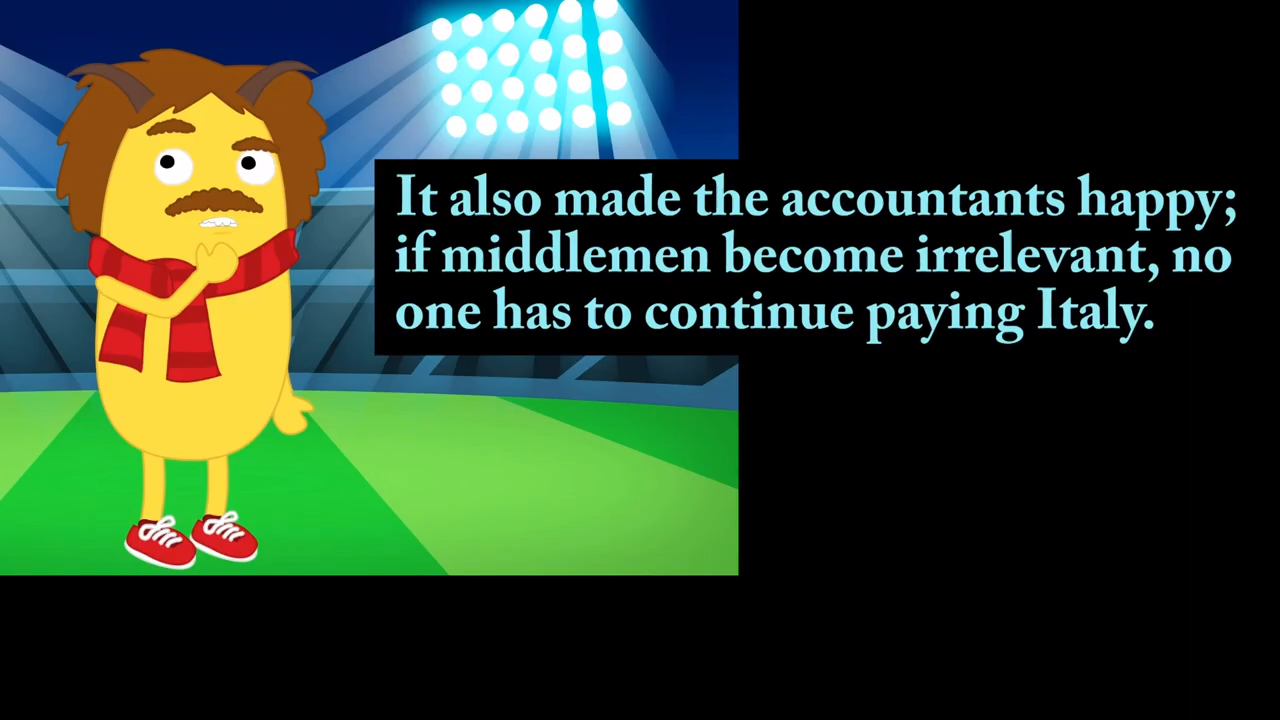 It also made the accountants happy;
if middlemen become irrelevant, no
one has to continue paying Italy.